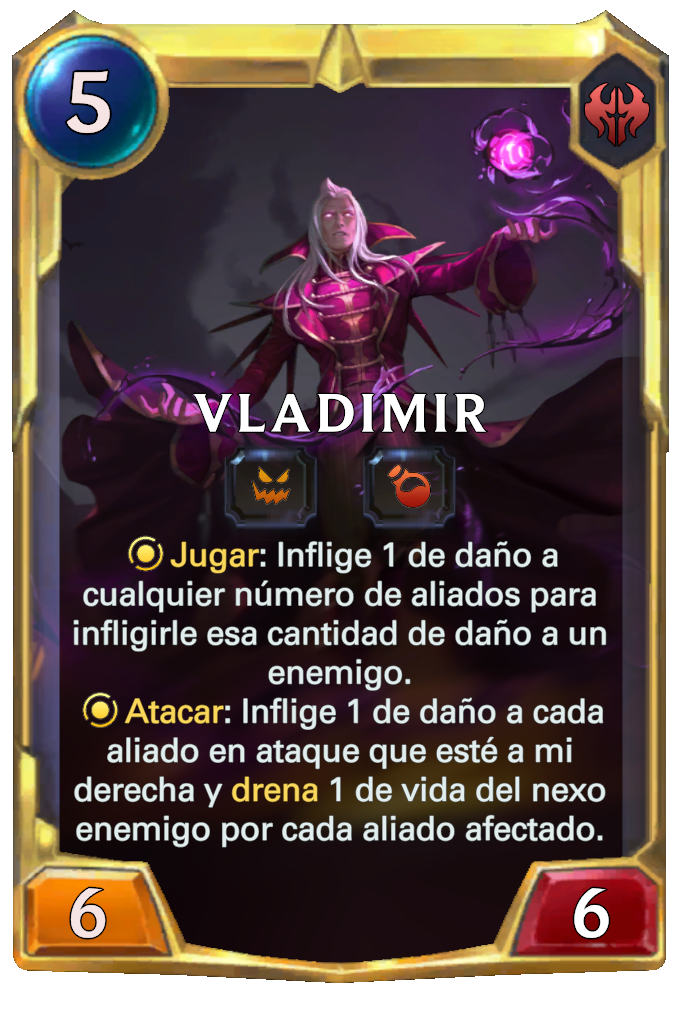 5
VLADIMIR
Jugar: Inflige 1 de daño a
cualquier número de aliados para
infligirle esa cantidad de daño a un
enemigo.
Atacar: Inflige 1 de daño a cada
aliado en ataque que esté a mi
derecha y drena 1 de vida del nexo
enemigo por cada aliado afectado.
6 6